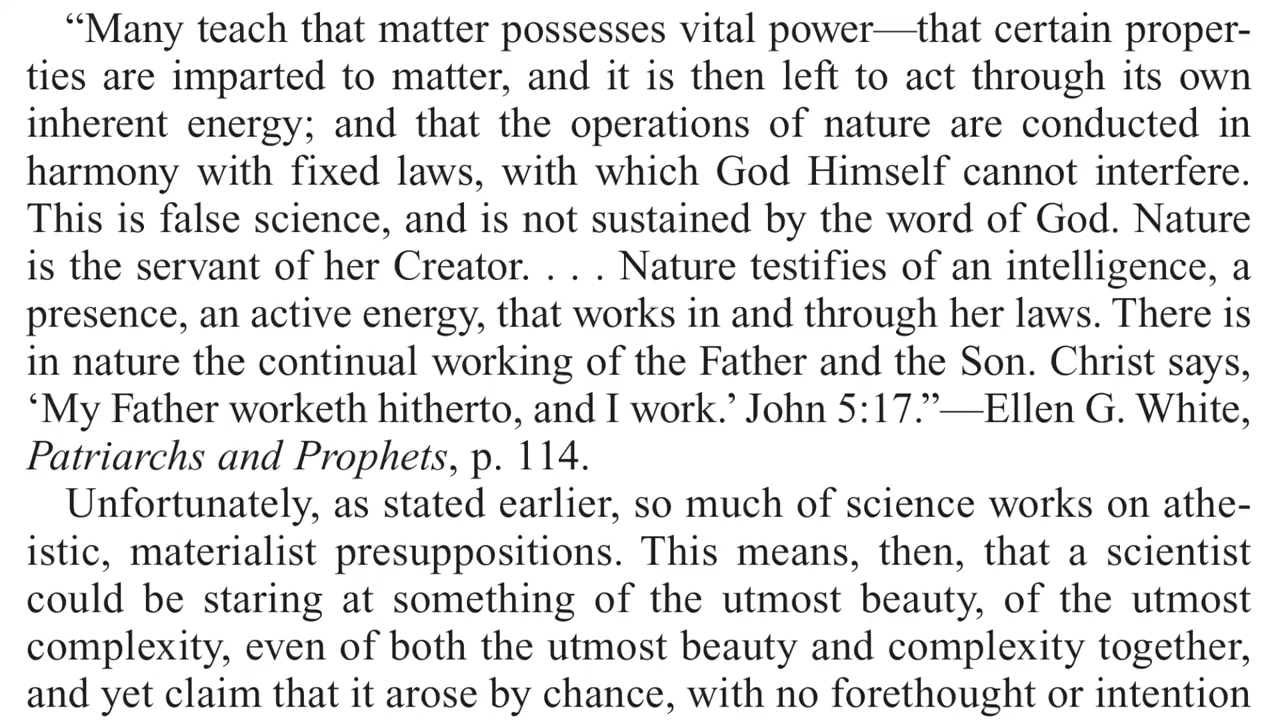 “Many teach that matter possesses vital power—that certain proper-
ties are imparted to matter, and it is then left to act through its own
inherent energy; and that the operations of nature are conducted in
harmony with fixed laws, with which God Himself cannot interfere.
This is false science, and is not sustained by the word of God. Nature
is the servant of her Creator. . . . Nature testifies of an intelligence, a
presence, an active energy, that works in and through her laws. There is
in nature the continual working of the Father and the Son. Christ says,
‘My Father worketh hitherto, and I work.’ John 5:17.”—Ellen G. White,
Patriarchs and Prophets, p. 114.
Unfortunately, as stated earlier, so much of science works on athe-
istic, materialist presuppositions. This means, then, that a scientist
could be staring at something of the utmost beauty, of the utmost
complexity, even of both the utmost beauty and complexity together,
and yet claim that it arose by chance, with no forethought or intention